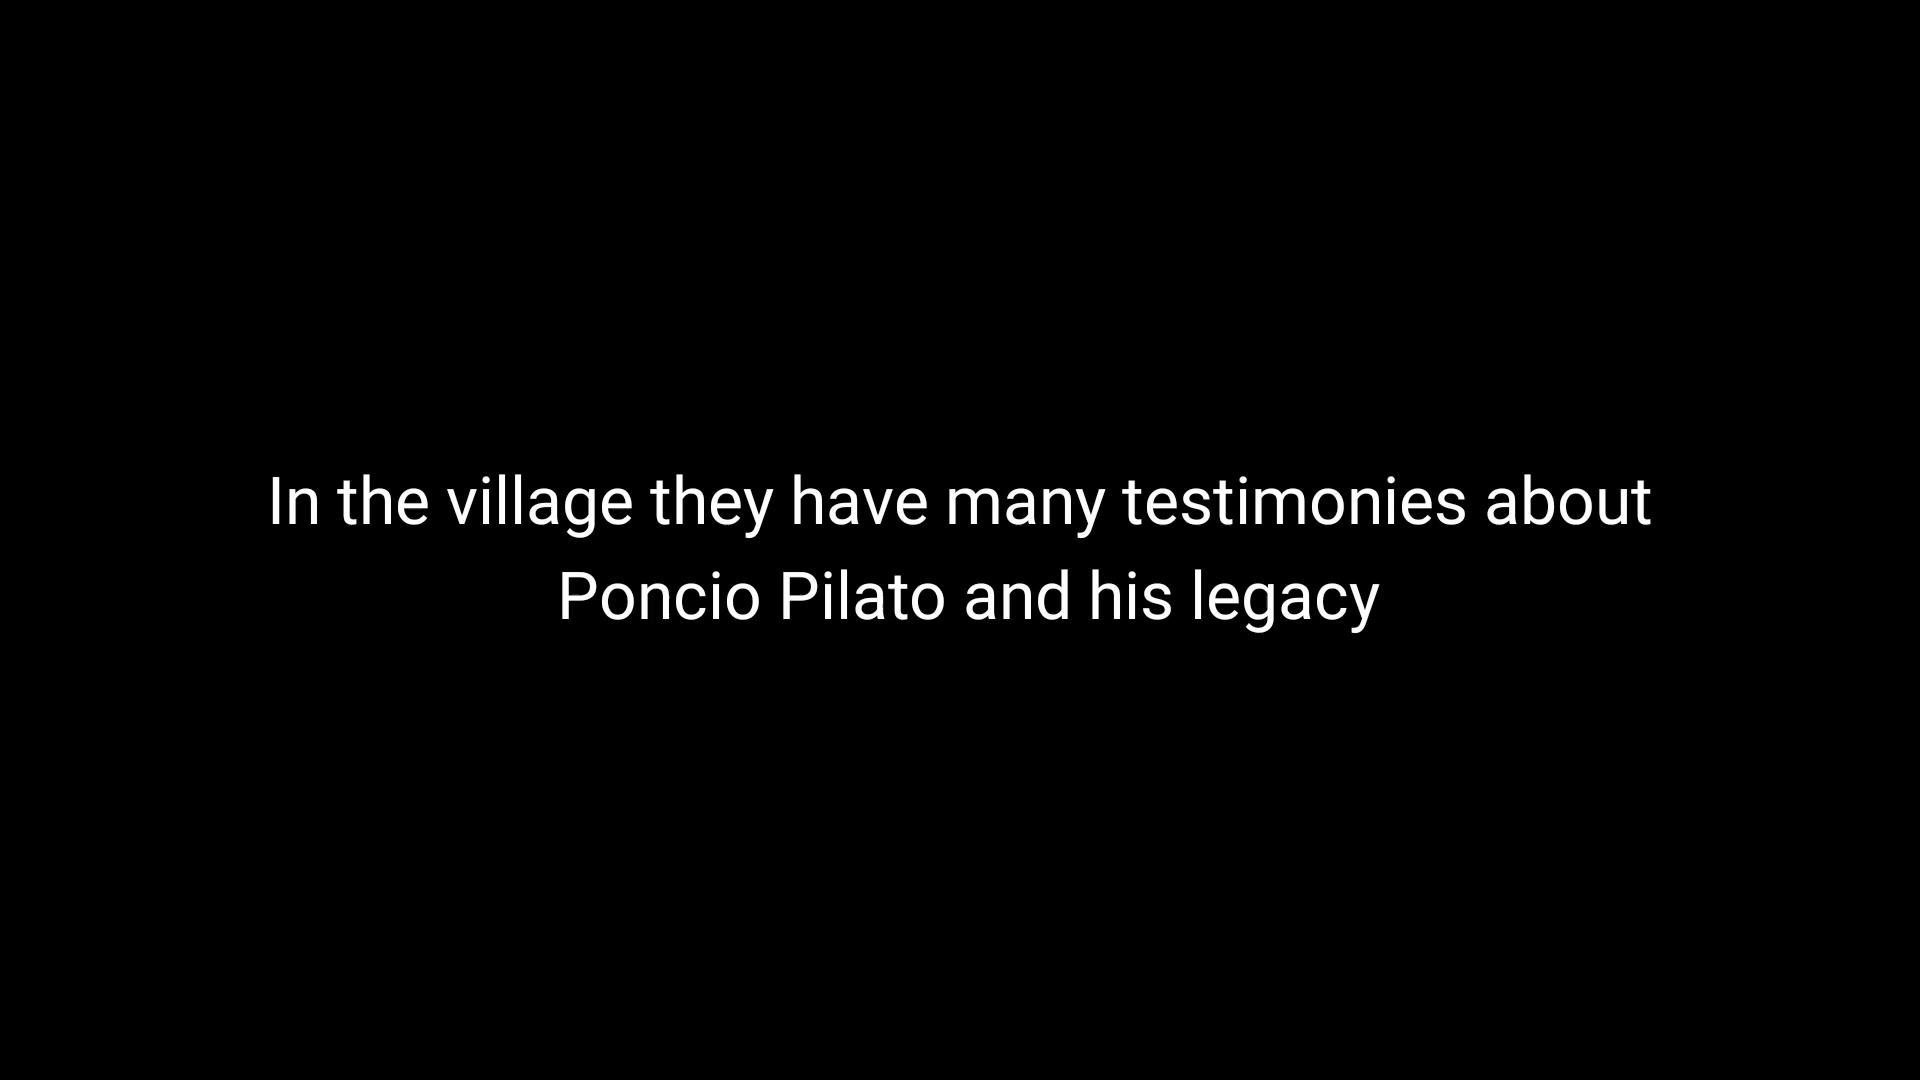 In the village they have many testimonies about
Poncio Pilato and his legacy